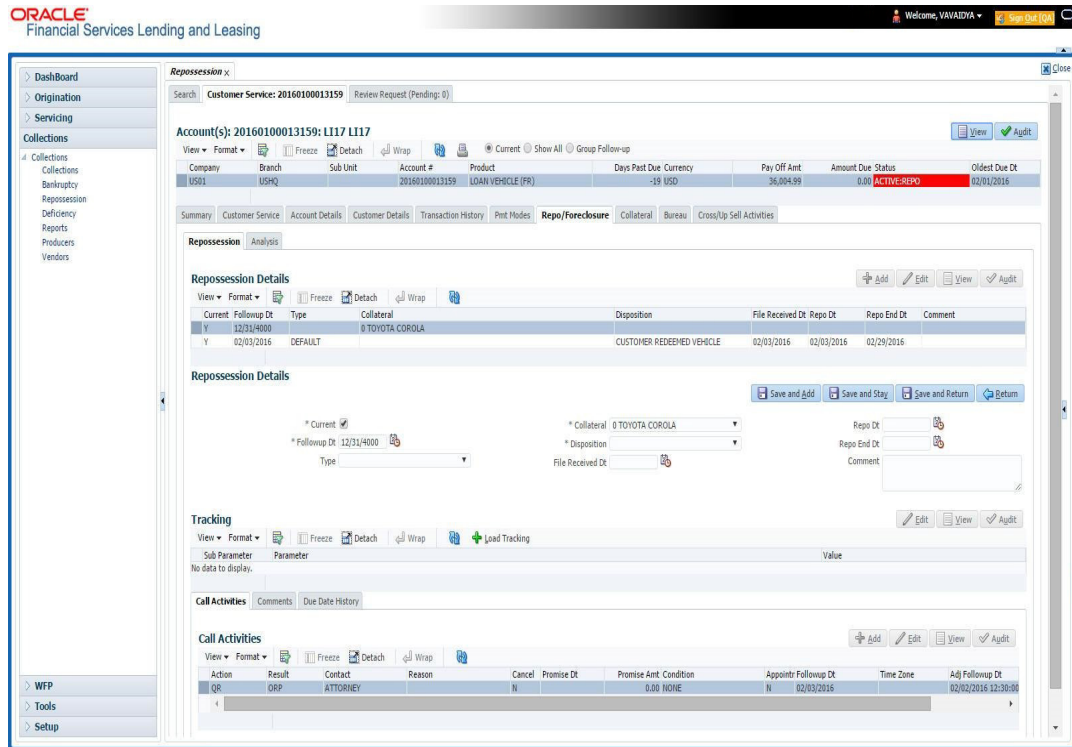 ORACLE'
Welcome, VAVAIDYA
Sign Out [QA]
Financial Services Lending and Leasing
Close
DashBoard
Origination
Servicing
Collections
Collections
Collections
Bankruptcy
Repossession
Deficiency
Reports
Producers
Vendors
WFP
Tools
Setup
Repossession x
Search Customer Service: 20160100013159 Review Request (Pending: 0)
Account(s): 20160100013159: LI17 LI17
View Audit
View Format Freeze Detach Wrap Current Show All Group Follow-up
Company Branch Sub Unit Account # Product Days Past Due Currency Pay Off Amt Amount Due Status Oldest Due Dt
US01 USHQ 20160100013159 LOAN VEHICLE (FR) -19 USD 36,004.99 0.00 ACTIVE:REPO 02/01/2016
Summary Customer Service Account Details Customer Details Transaction History Pmt Modes Repo/Foreclosure Collateral Bureau Cross/Up Sell Activities
Repossession Analysis
Repossession Details
Add Edit View Audit
View Format Freeze Detach Wrap
Current Followup Dt Type Collateral Disposition File Received Dt Repo Dt Repo End Dt Comment
Y 12/31/4000 0 TOYOTA COROLA
Y 02/03/2016 DEFAULT CUSTOMER REDEEMED VEHICLE 02/03/2016 02/03/2016 02/29/2016
Repossession Details
Save and Add Save and Stay Save and Return Return
* Current * Collateral 0 TOYOTA COROLA Repo Dt
* Followup Dt 12/31/4000 * Disposition Repo End Dt
Type File Received Dt Comment
Tracking
Edit View Audit
View Format Freeze Detach Wrap Load Tracking
Sub Parameter Parameter Value
No data to display.
Call Activities Comments Due Date History
Call Activities
Add Edit View Audit
View Format Freeze Detach Wrap
Action Result Contact Reason Cancel Promise Dt Promise Amt Condition Appointr Followup Dt Time Zone Adj Followup Dt
QR ORP ATTORNEY N 0.00 NONE N 02/03/2016 02/02/2016 12:30:00